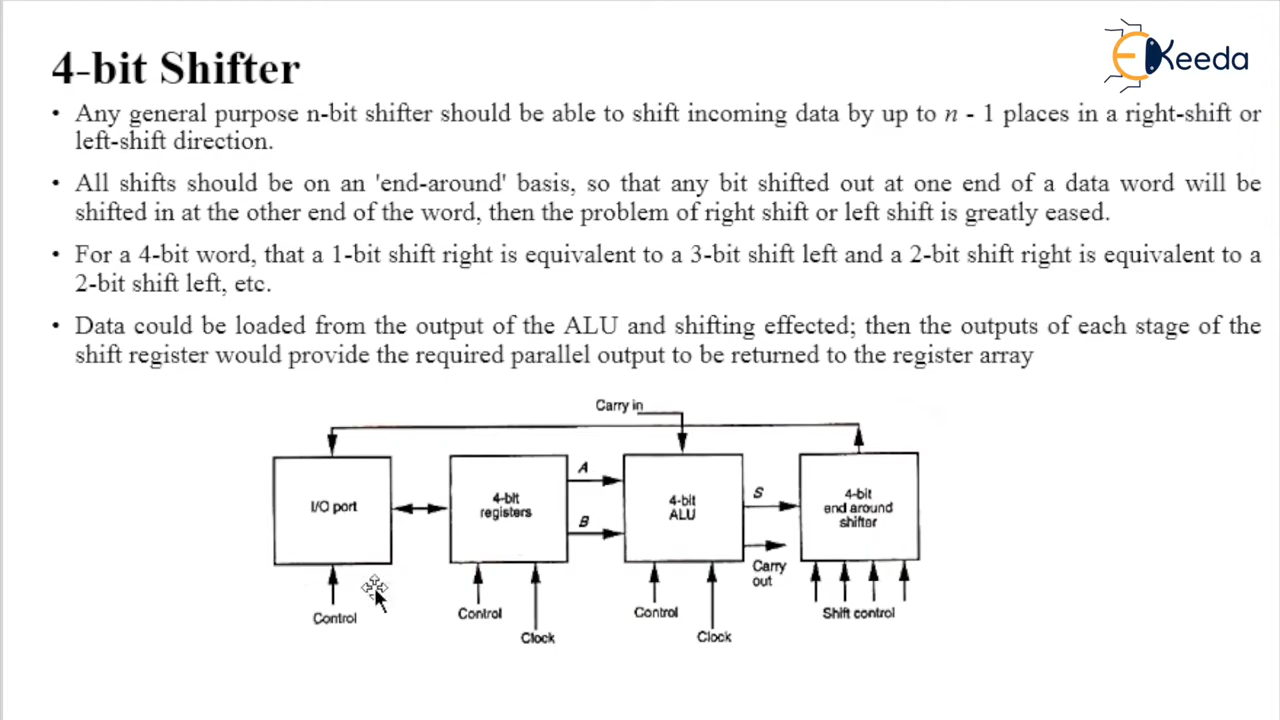 EKeeda
4-bit Shifter
• Any general purpose n-bit shifter should be able to shift incoming data by up to n - 1 places in a right-shift or
left-shift direction.
• All shifts should be on an 'end-around' basis, so that any bit shifted out at one end of a data word will be
shifted in at the other end of the word, then the problem of right shift or left shift is greatly eased.
• For a 4-bit word, that a 1-bit shift right is equivalent to a 3-bit shift left and a 2-bit shift right is equivalent to a
2-bit shift left, etc.
• Data could be loaded from the output of the ALU and shifting effected; then the outputs of each stage of the
shift register would provide the required parallel output to be returned to the register array
Carry in
I/O port
4-bit
registers
A
B
4-bit
ALU
S
Carry
out
4-bit
end around
shifter
Control
Control
Clock
Control
Clock
Shift control